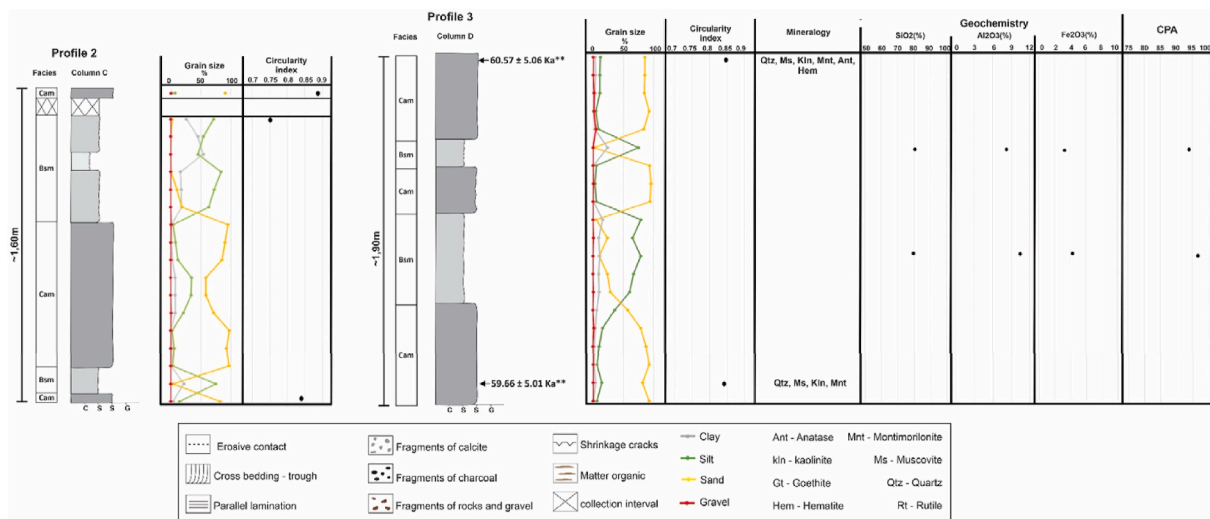 Profile 2
Facies Column C
Grain size
%
0 50 100
Circularity
index
0.7 0.75 0.8 0.85 0.9
Cam
Bsm
Cam
Bsm
Cam
~1,60m
C S S G
Profile 3
Facies Column D
Grain size
%
0 50 100
Circularity
index
0.7 0.75 0.8 0.85 0.9
Mineralogy
Geochemistry
SiO2(%)
50 60 70 80 90 100
Al2O3(%)
0 3 6 9 12
Fe2O3(%)
0 2 4 6 8 10
CPA
75 80 85 90 95 100
60.57 ± 5.06 Ka**
Qtz, Ms, Kln, Mnt, Ant,
Hem
Cam
Bsm
Cam
Bsm
Cam
~1,90m
59.66 ± 5.01 Ka**
Qtz, Ms, Kln, Mnt
C S S G
Erosive contact
Cross bedding - trough
Parallel lamination
Fragments of calcite
Fragments of charcoal
Fragments of rocks and gravel
Shrinkage cracks
Matter organic
collection interval
Clay
Silt
Sand
Gravel
Ant - Anatase
kln - kaolinite
Gt - Goethite
Hem - Hematite
Mnt - Montimorilonite
Ms - Muscovite
Qtz - Quartz
Rt - Rutile